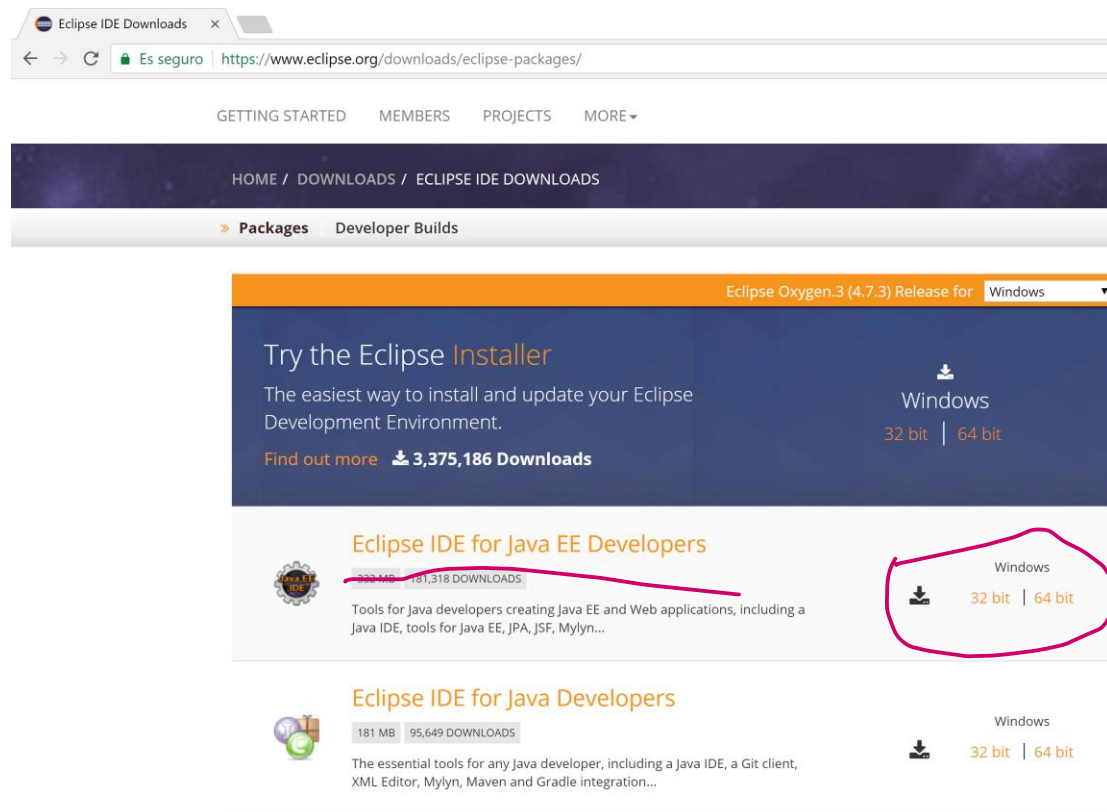 Eclipse IDE Downloads ×
Es seguro https://www.eclipse.org/downloads/eclipse-packages/
GETTING STARTED MEMBERS PROJECTS MORE
HOME / DOWNLOADS / ECLIPSE IDE DOWNLOADS
» Packages Developer Builds
Eclipse Oxygen.3 (4.7.3) Release for Windows
Try the Eclipse Installer
The easiest way to install and update your Eclipse
Development Environment.
Find out more 3,375,186 Downloads
Windows
32 bit | 64 bit
Eclipse IDE for Java EE Developers
332 MB 181,318 DOWNLOADS
Tools for Java developers creating Java EE and Web applications, including a
Java IDE, tools for Java EE, JPA, JSF, Mylyn...
Java EE
IDE
Windows
32 bit | 64 bit
Eclipse IDE for Java Developers
181 MB 95,649 DOWNLOADS
The essential tools for any Java developer, including a Java IDE, a Git client,
XML Editor, Mylyn, Maven and Gradle integration...
Windows
32 bit | 64 bit